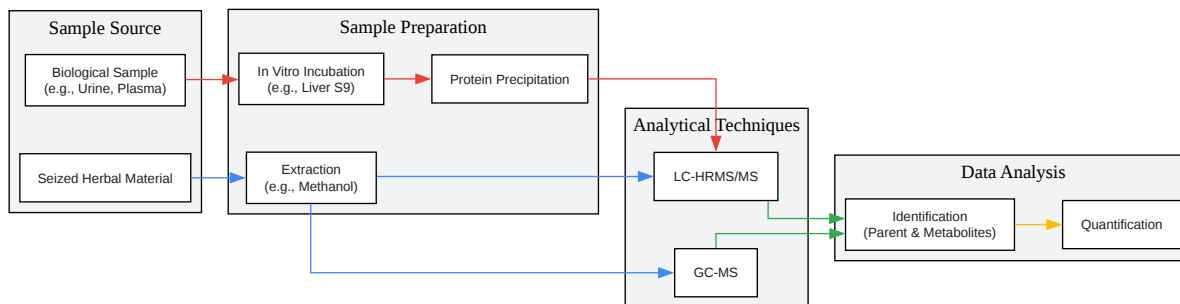 Sample Source
Biological Sample
(e.g., Urine, Plasma)
Seized Herbal Material
Sample Preparation
In Vitro Incubation
(e.g., Liver S9)
Protein Precipitation
Extraction
(e.g., Methanol)
Analytical Techniques
LC-HRMS/MS
GC-MS
Data Analysis
Identification
(Parent & Metabolites)
Quantification